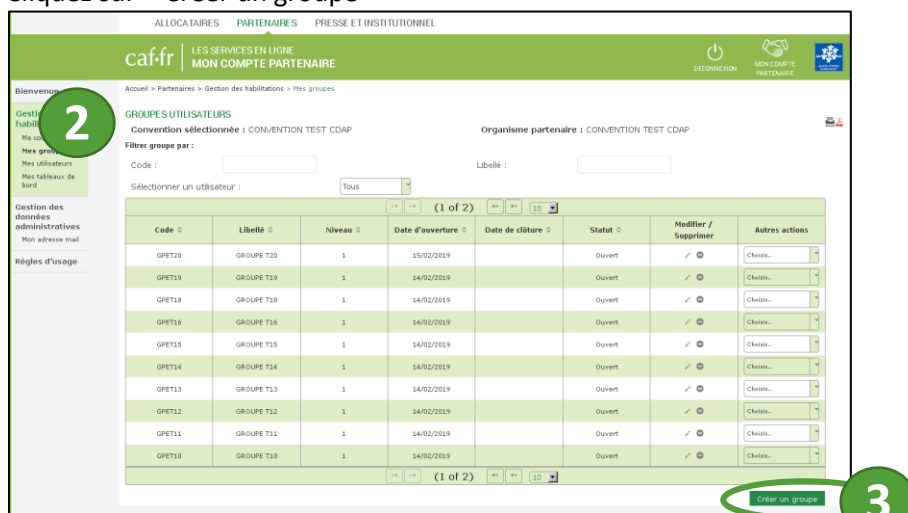 Cliquez sur « Créer un groupe »
ALLOCATAIRES PARTENAIRES PRESSE ET INSTITUTIONNEL
caf.fr LES SERVICES EN LIGNE
MON COMPTE PARTENAIRE
DECONNEXION
MON COMPTE
PARTENAIRE
Bienvenue
Accueil > Partenaires > Gestion des habilitations > Mes groupes
2
Mes utilisateurs
Mes tableaux de
bord
Gestion des
données
administratives
Mon adresse mail
Règles d'usage
GROUPES UTILISATEURS
Convention sélectionnée : CONVENTION TEST CDAP Organisme partenaire : CONVENTION TEST CDAP
Filtrer groupe par :
Code : Libellé :
Sélectionner un utilisateur : Tous
(1 of 2) 10
Code Libellé Niveau Date d'ouverture Date de clôture Statut Modifier / Supprimer Autres actions
GPET20 GROUPE T20 1 15/02/2019 Ouvert Choisir...
GPET19 GROUPE T19 1 14/02/2019 Ouvert Choisir...
GPET18 GROUPE T18 1 14/02/2019 Ouvert Choisir...
GPET16 GROUPE T16 1 14/02/2019 Ouvert Choisir...
GPET15 GROUPE T15 1 14/02/2019 Ouvert Choisir...
GPET14 GROUPE T14 1 14/02/2019 Ouvert Choisir...
GPET13 GROUPE T13 1 14/02/2019 Ouvert Choisir...
GPET12 GROUPE T12 1 14/02/2019 Ouvert Choisir...
GPET11 GROUPE T11 1 14/02/2019 Ouvert Choisir...
GPET10 GROUPE T10 1 14/02/2019 Ouvert Choisir...
(1 of 2) 10
Créer un groupe
3